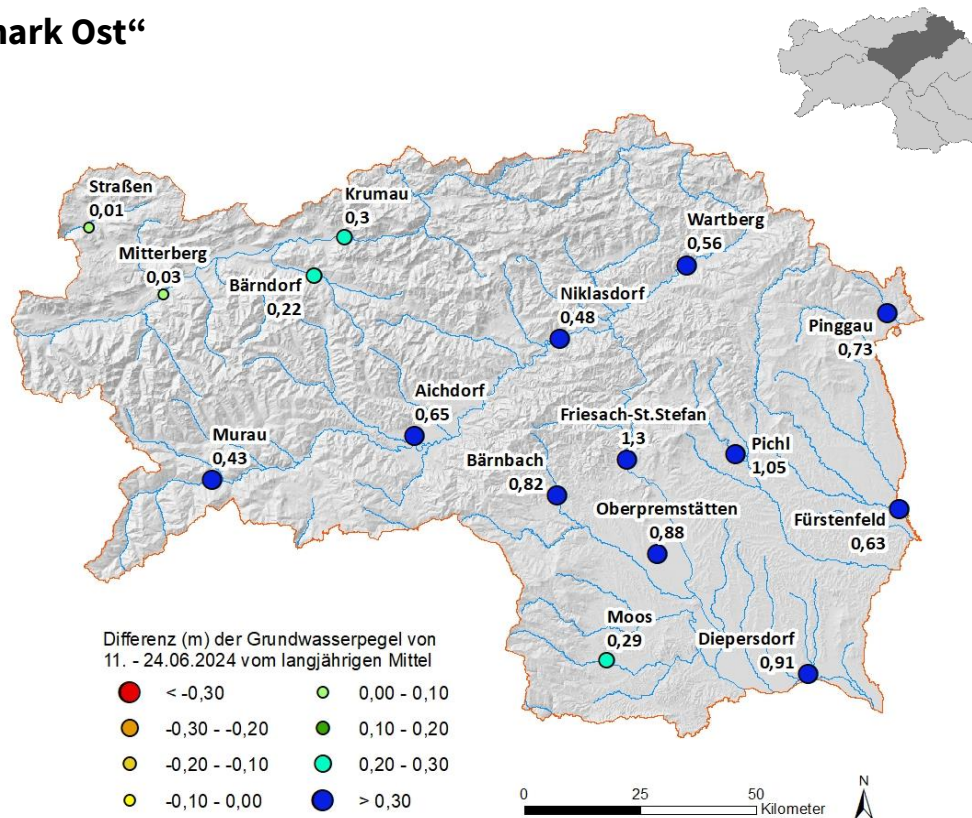 nark Ost“
Straßen
0,01
Krumau
0,3
Wartberg
0,56
Mitterberg
0,03
Bärndorf
0,22
Niklasdorf
0,48
Pinggau
0,73
Aichdorf
0,65
Friesach-St.Stefan
1,3
Pichl
1,05
Murau
0,43
Bärnbach
0,82
Oberpremstätten
0,88
Fürstenfeld
0,63
Moos
0,29
Diepersdorf
0,91
Differenz (m) der Grundwasserpegel von
11. - 24.06.2024 vom langjährigen Mittel
< -0,30
0,00 - 0,10
-0,30 - -0,20
0,10 - 0,20
-0,20 - -0,10
0,20 - 0,30
-0,10 - 0,00
> 0,30
0 25 50
Kilometer
N